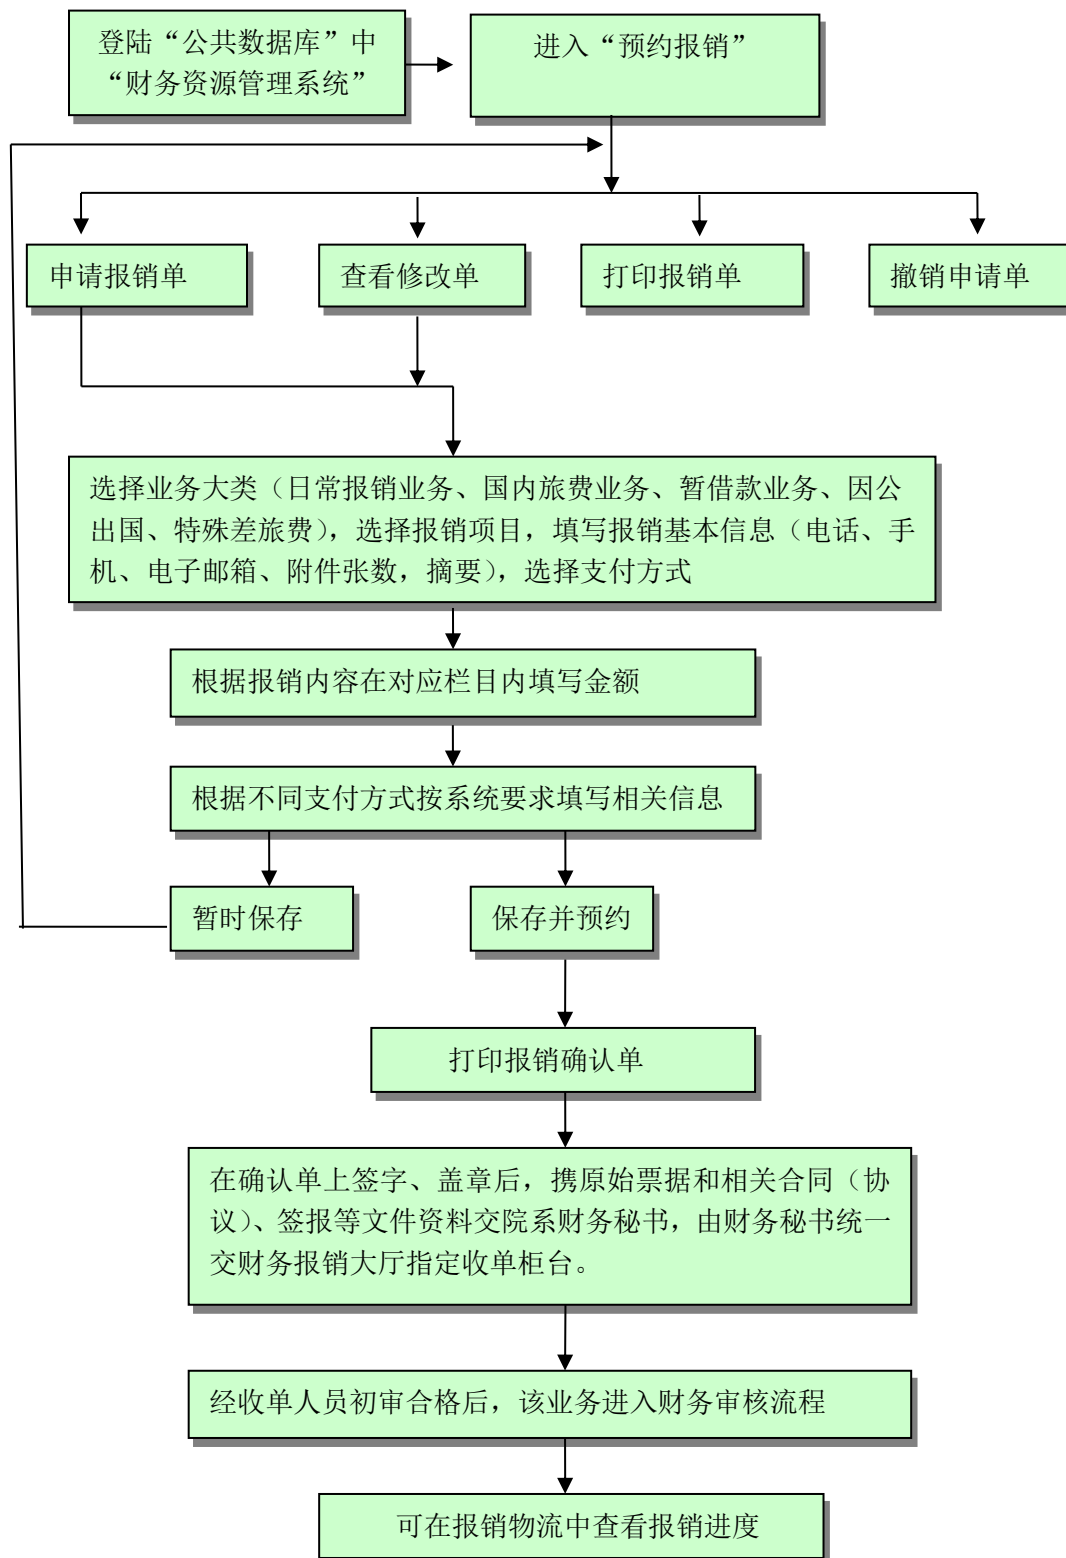 登陆“公共数据库”中
“财务资源管理系统”
进入“预约报销”
申请报销单
查看修改单
打印报销单
撤销申请单
选择业务大类（日常报销业务、国内旅费业务、暂借款业务、因公
出国、特殊差旅费），选择报销项目，填写报销基本信息（电话、手
机、电子邮箱、附件张数，摘要），选择支付方式
根据报销内容在对应栏目内填写金额
根据不同支付方式按系统要求填写相关信息
暂时保存
保存并预约
打印报销确认单
在确认单上签字、盖章后，携原始票据和相关合同（协
议）、签报等文件资料交院系财务秘书，由财务秘书统一
交财务报销大厅指定收单柜台。
经收单人员初审合格后，该业务进入财务审核流程
可在报销物流中查看报销进度